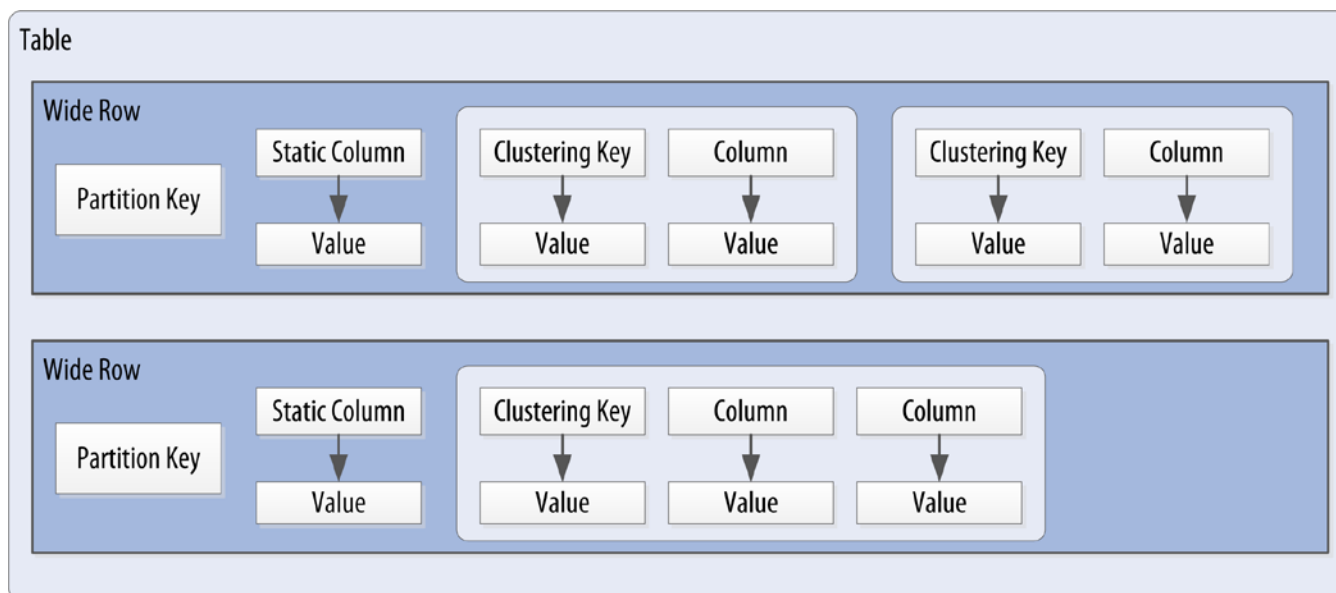 Table
Wide Row
Partition Key
Static Column
Value
Clustering Key
Column
Value
Value
Clustering Key
Column
Value
Value
Wide Row
Partition Key
Static Column
Value
Clustering Key
Column
Column
Value
Value
Value